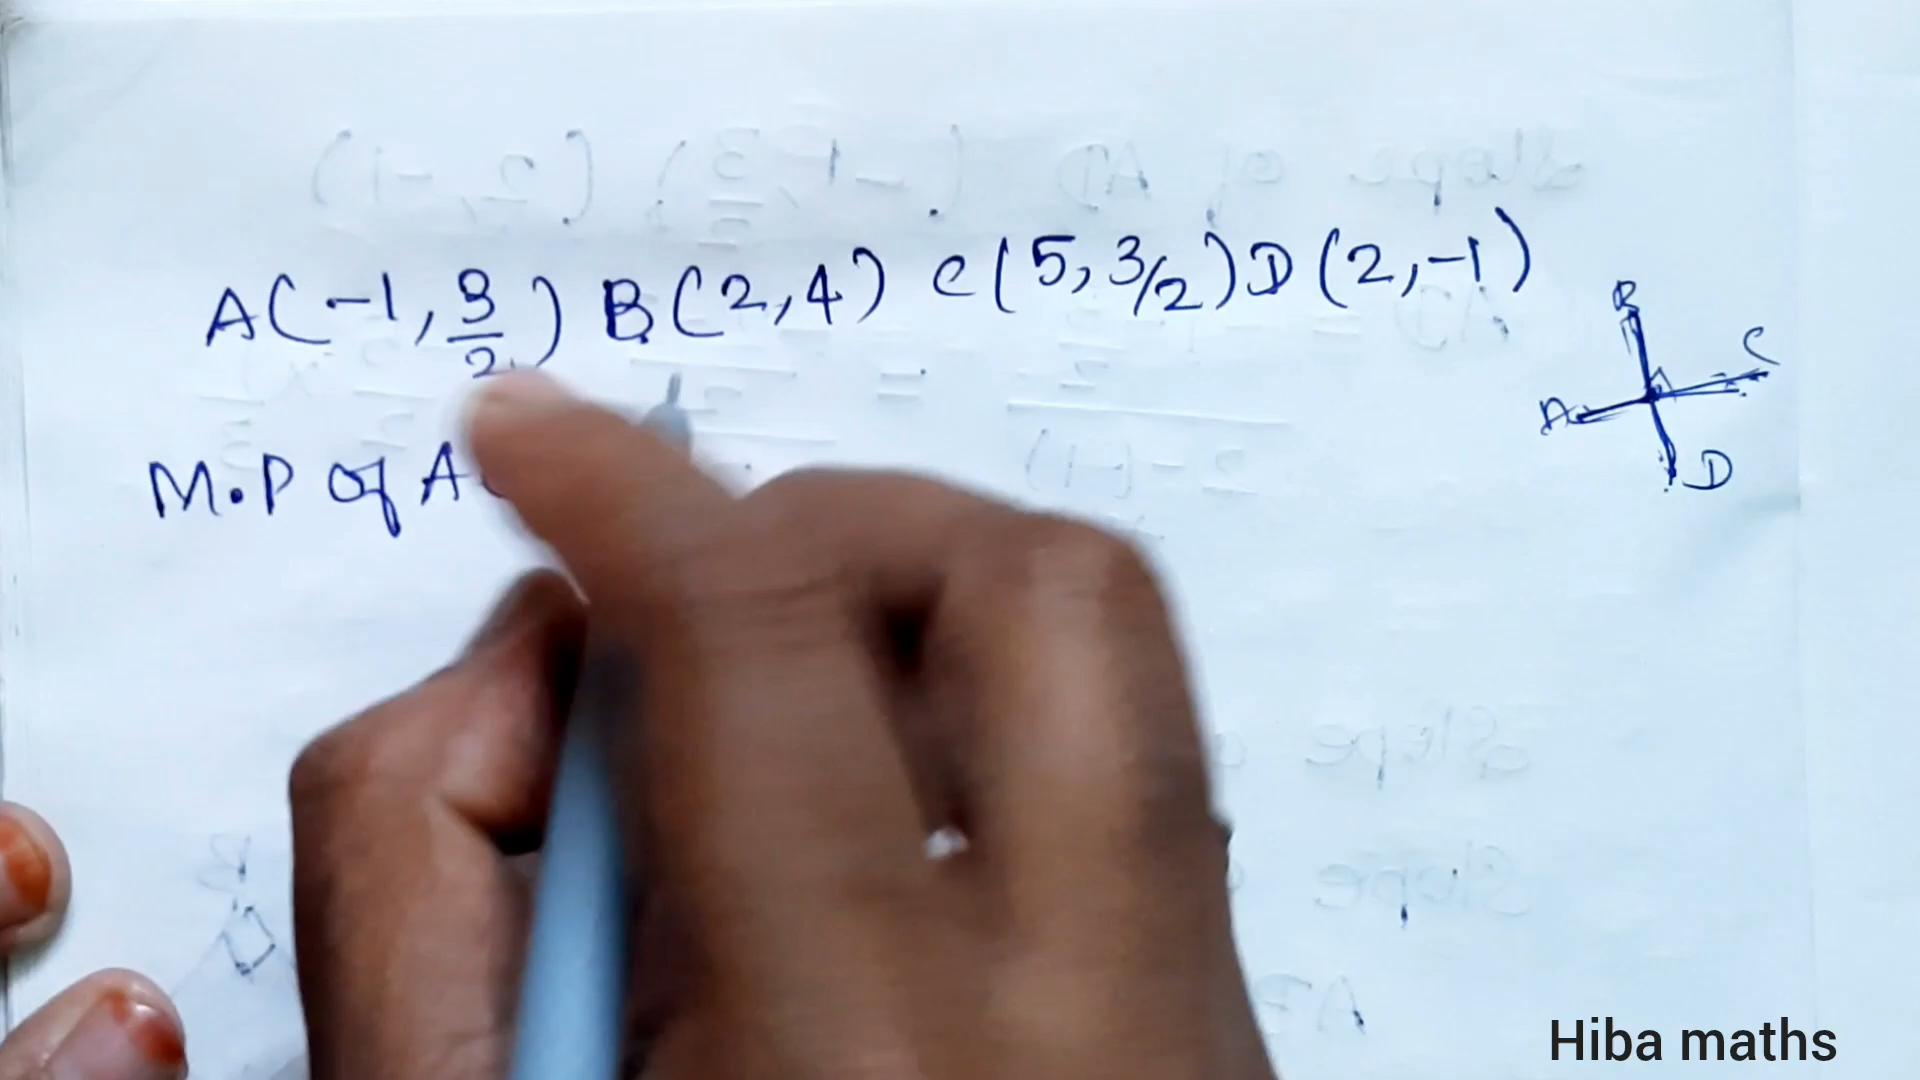 A(-1, 3/2) B(2,4) C(5, 3/2) D(2,-1)
B
C
A
D
M.P of A
Hiba maths